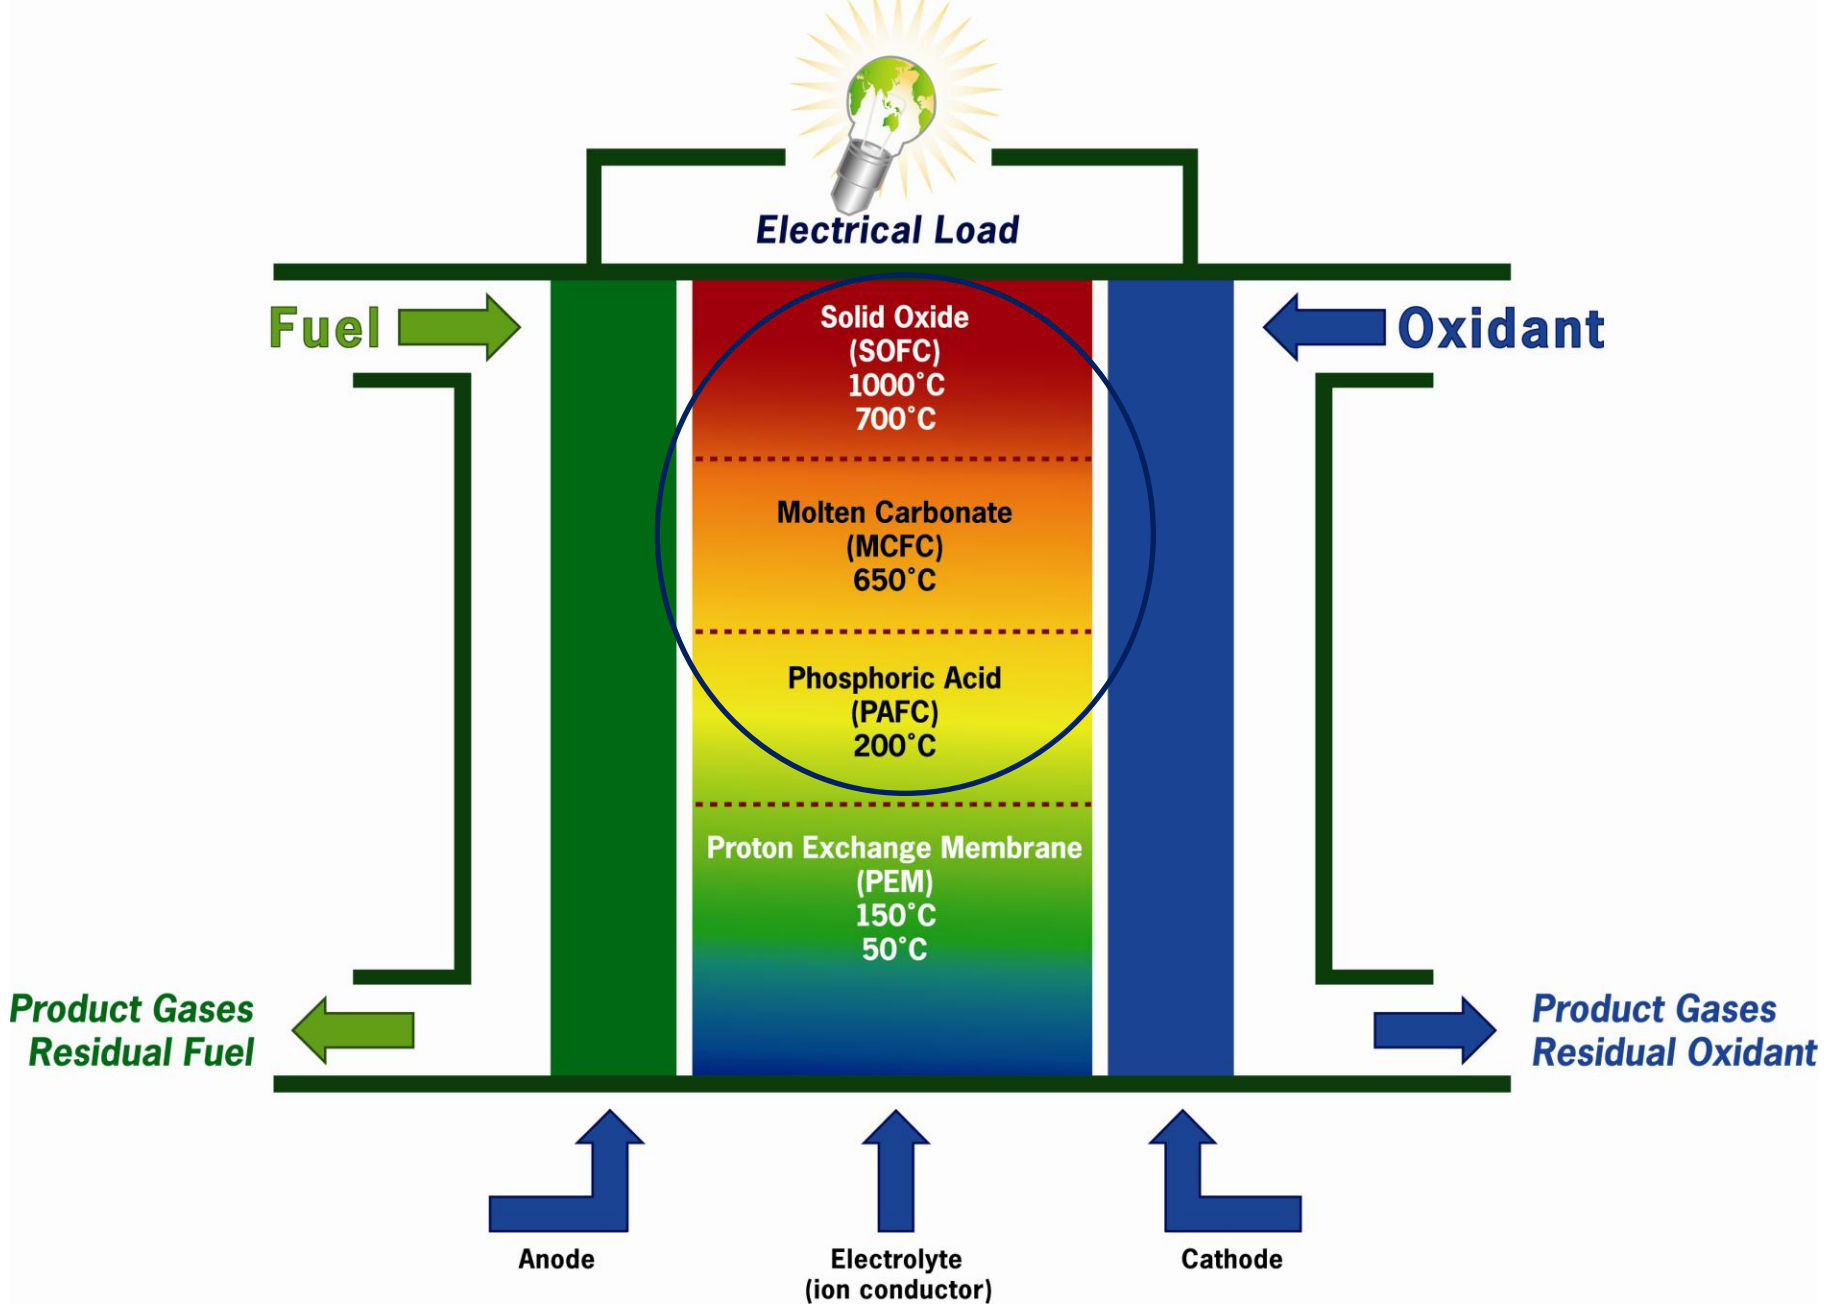 Electrical Load
Fuel
Oxidant
Solid Oxide
(SOFC)
1000˚C
700˚C
Molten Carbonate
(MCFC)
650˚C
Phosphoric Acid
(PAFC)
200˚C
Proton Exchange Membrane
(PEM)
150˚C
50˚C
Product Gases
Residual Fuel
Product Gases
Residual Oxidant
Anode
Electrolyte
(ion conductor)
Cathode